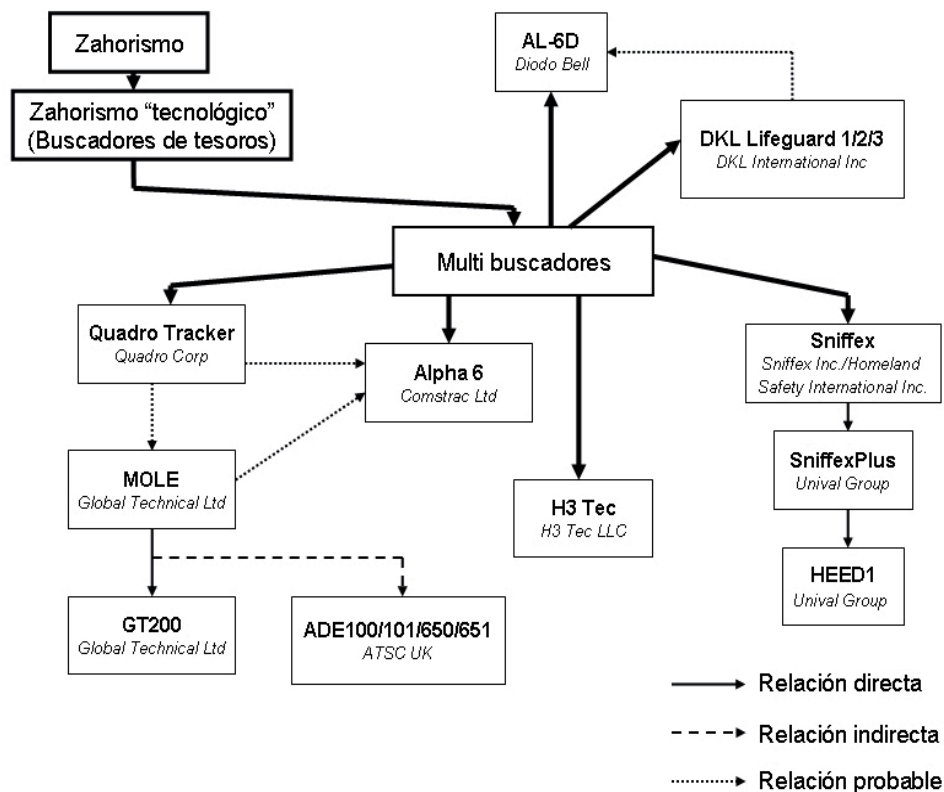 Zahorismo
Zahorismo “tecnológico”
(Buscadores de tesoros)
AL-6D
Diodo Bell
DKL Lifeguard 1/2/3
DKL International Inc
Multi buscadores
Quadro Tracker
Quadro Corp
Alpha 6
Comstrac Ltd
Sniffex
Sniffex Inc./Homeland
Safety International Inc.
MOLE
Global Technical Ltd
H3 Tec
H3 Tec LLC
SniffexPlus
Unival Group
HEED1
Unival Group
GT200
Global Technical Ltd
ADE100/101/650/651
ATSC UK
Relación directa
Relación indirecta
Relación probable